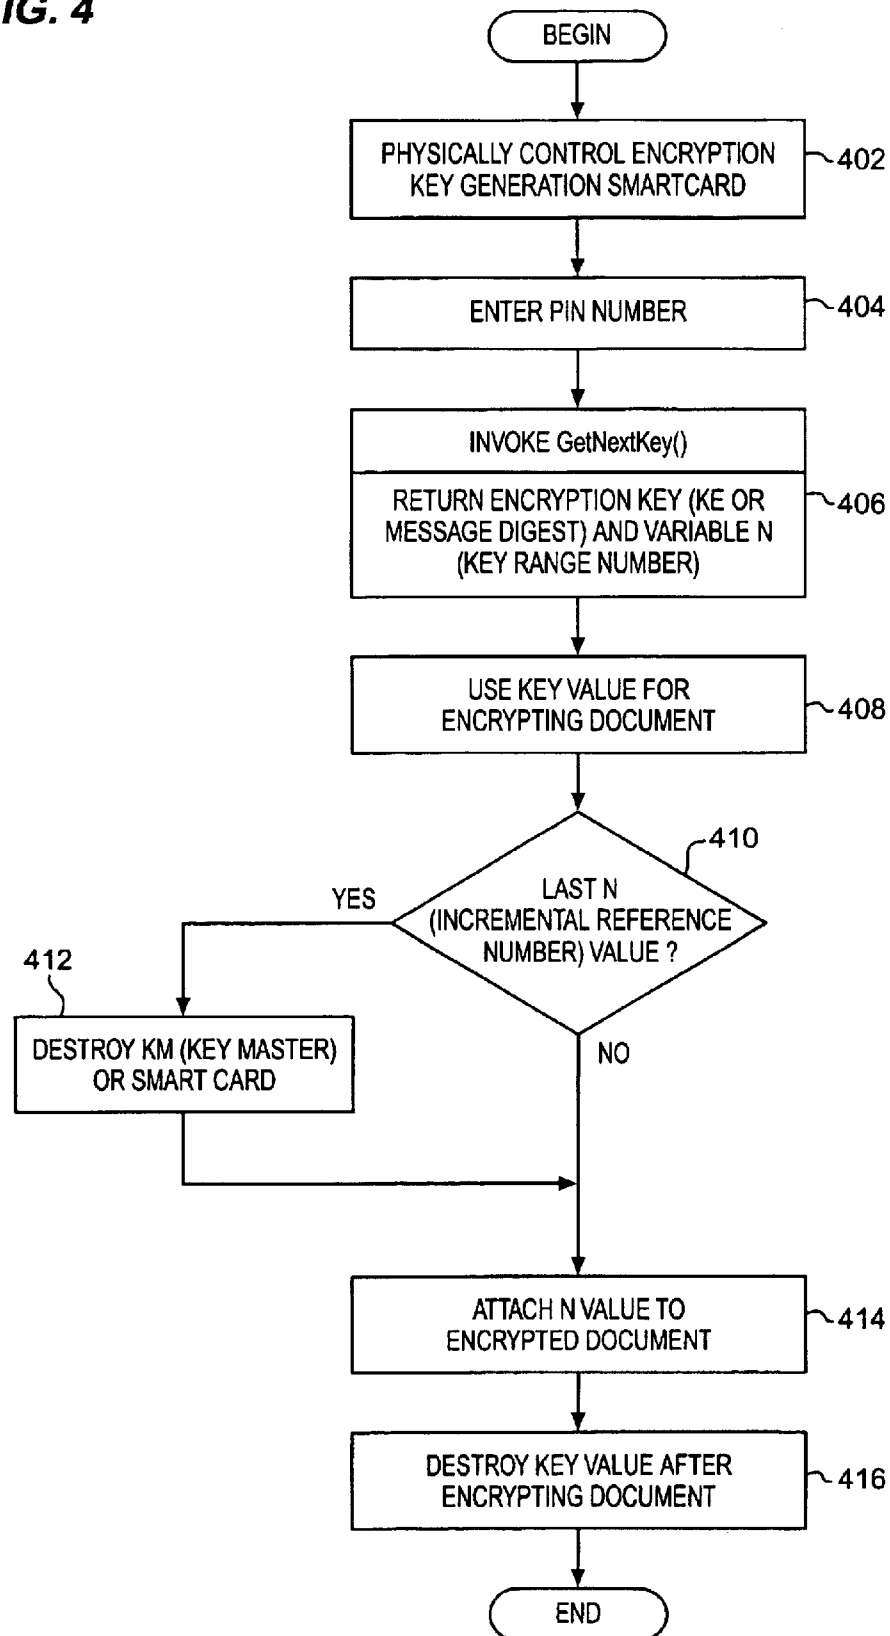 IG. 4
BEGIN
PHYSICALLY CONTROL ENCRYPTION
KEY GENERATION SMARTCARD
402
ENTER PIN NUMBER
404
INVOKE GetNextKey()
RETURN ENCRYPTION KEY (KE OR
MESSAGE DIGEST) AND VARIABLE N
(KEY RANGE NUMBER)
406
USE KEY VALUE FOR
ENCRYPTING DOCUMENT
408
410
LAST N
(INCREMENTAL REFERENCE
NUMBER) VALUE ?
YES
412
DESTROY KM (KEY MASTER)
OR SMART CARD
NO
ATTACH N VALUE TO
ENCRYPTED DOCUMENT
414
DESTROY KEY VALUE AFTER
ENCRYPTING DOCUMENT
416
END